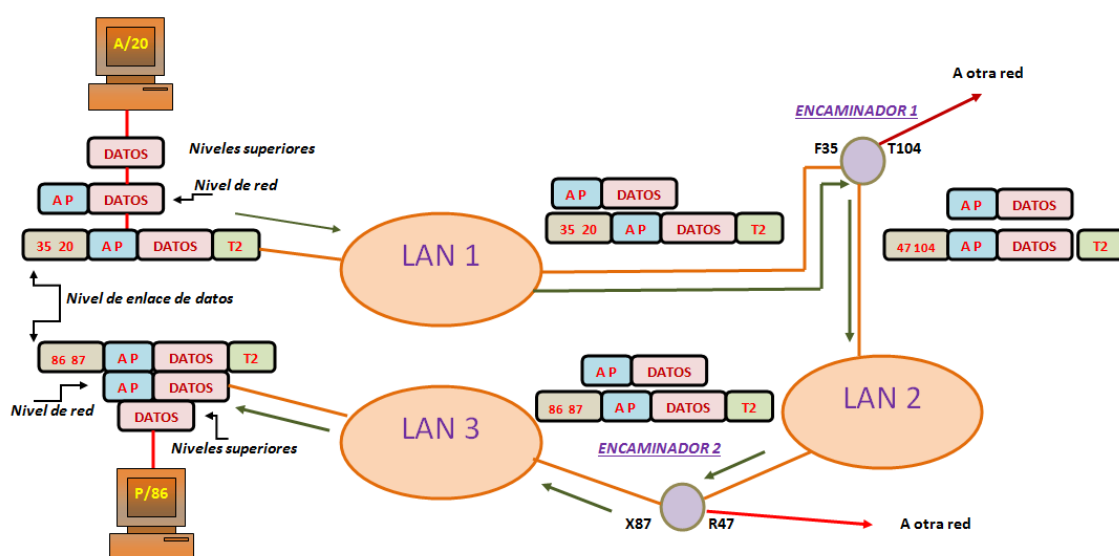 A/20
A otra red
ENCAMINADOR 1
DATOS
Niveles superiores
F35
T104
Nivel de red
A P
DATOS
A P
DATOS
A P
DATOS
35 20
A P
DATOS
T2
35 20
A P
DATOS
T2
47 104
A P
DATOS
T2
LAN 1
Nivel de enlace de datos
86 87
A P
DATOS
T2
A P
DATOS
A P
DATOS
Nivel de red
DATOS
86 87
A P
DATOS
T2
LAN 2
LAN 3
Niveles superiores
ENCAMINADOR 2
P/86
X87
R47
A otra red